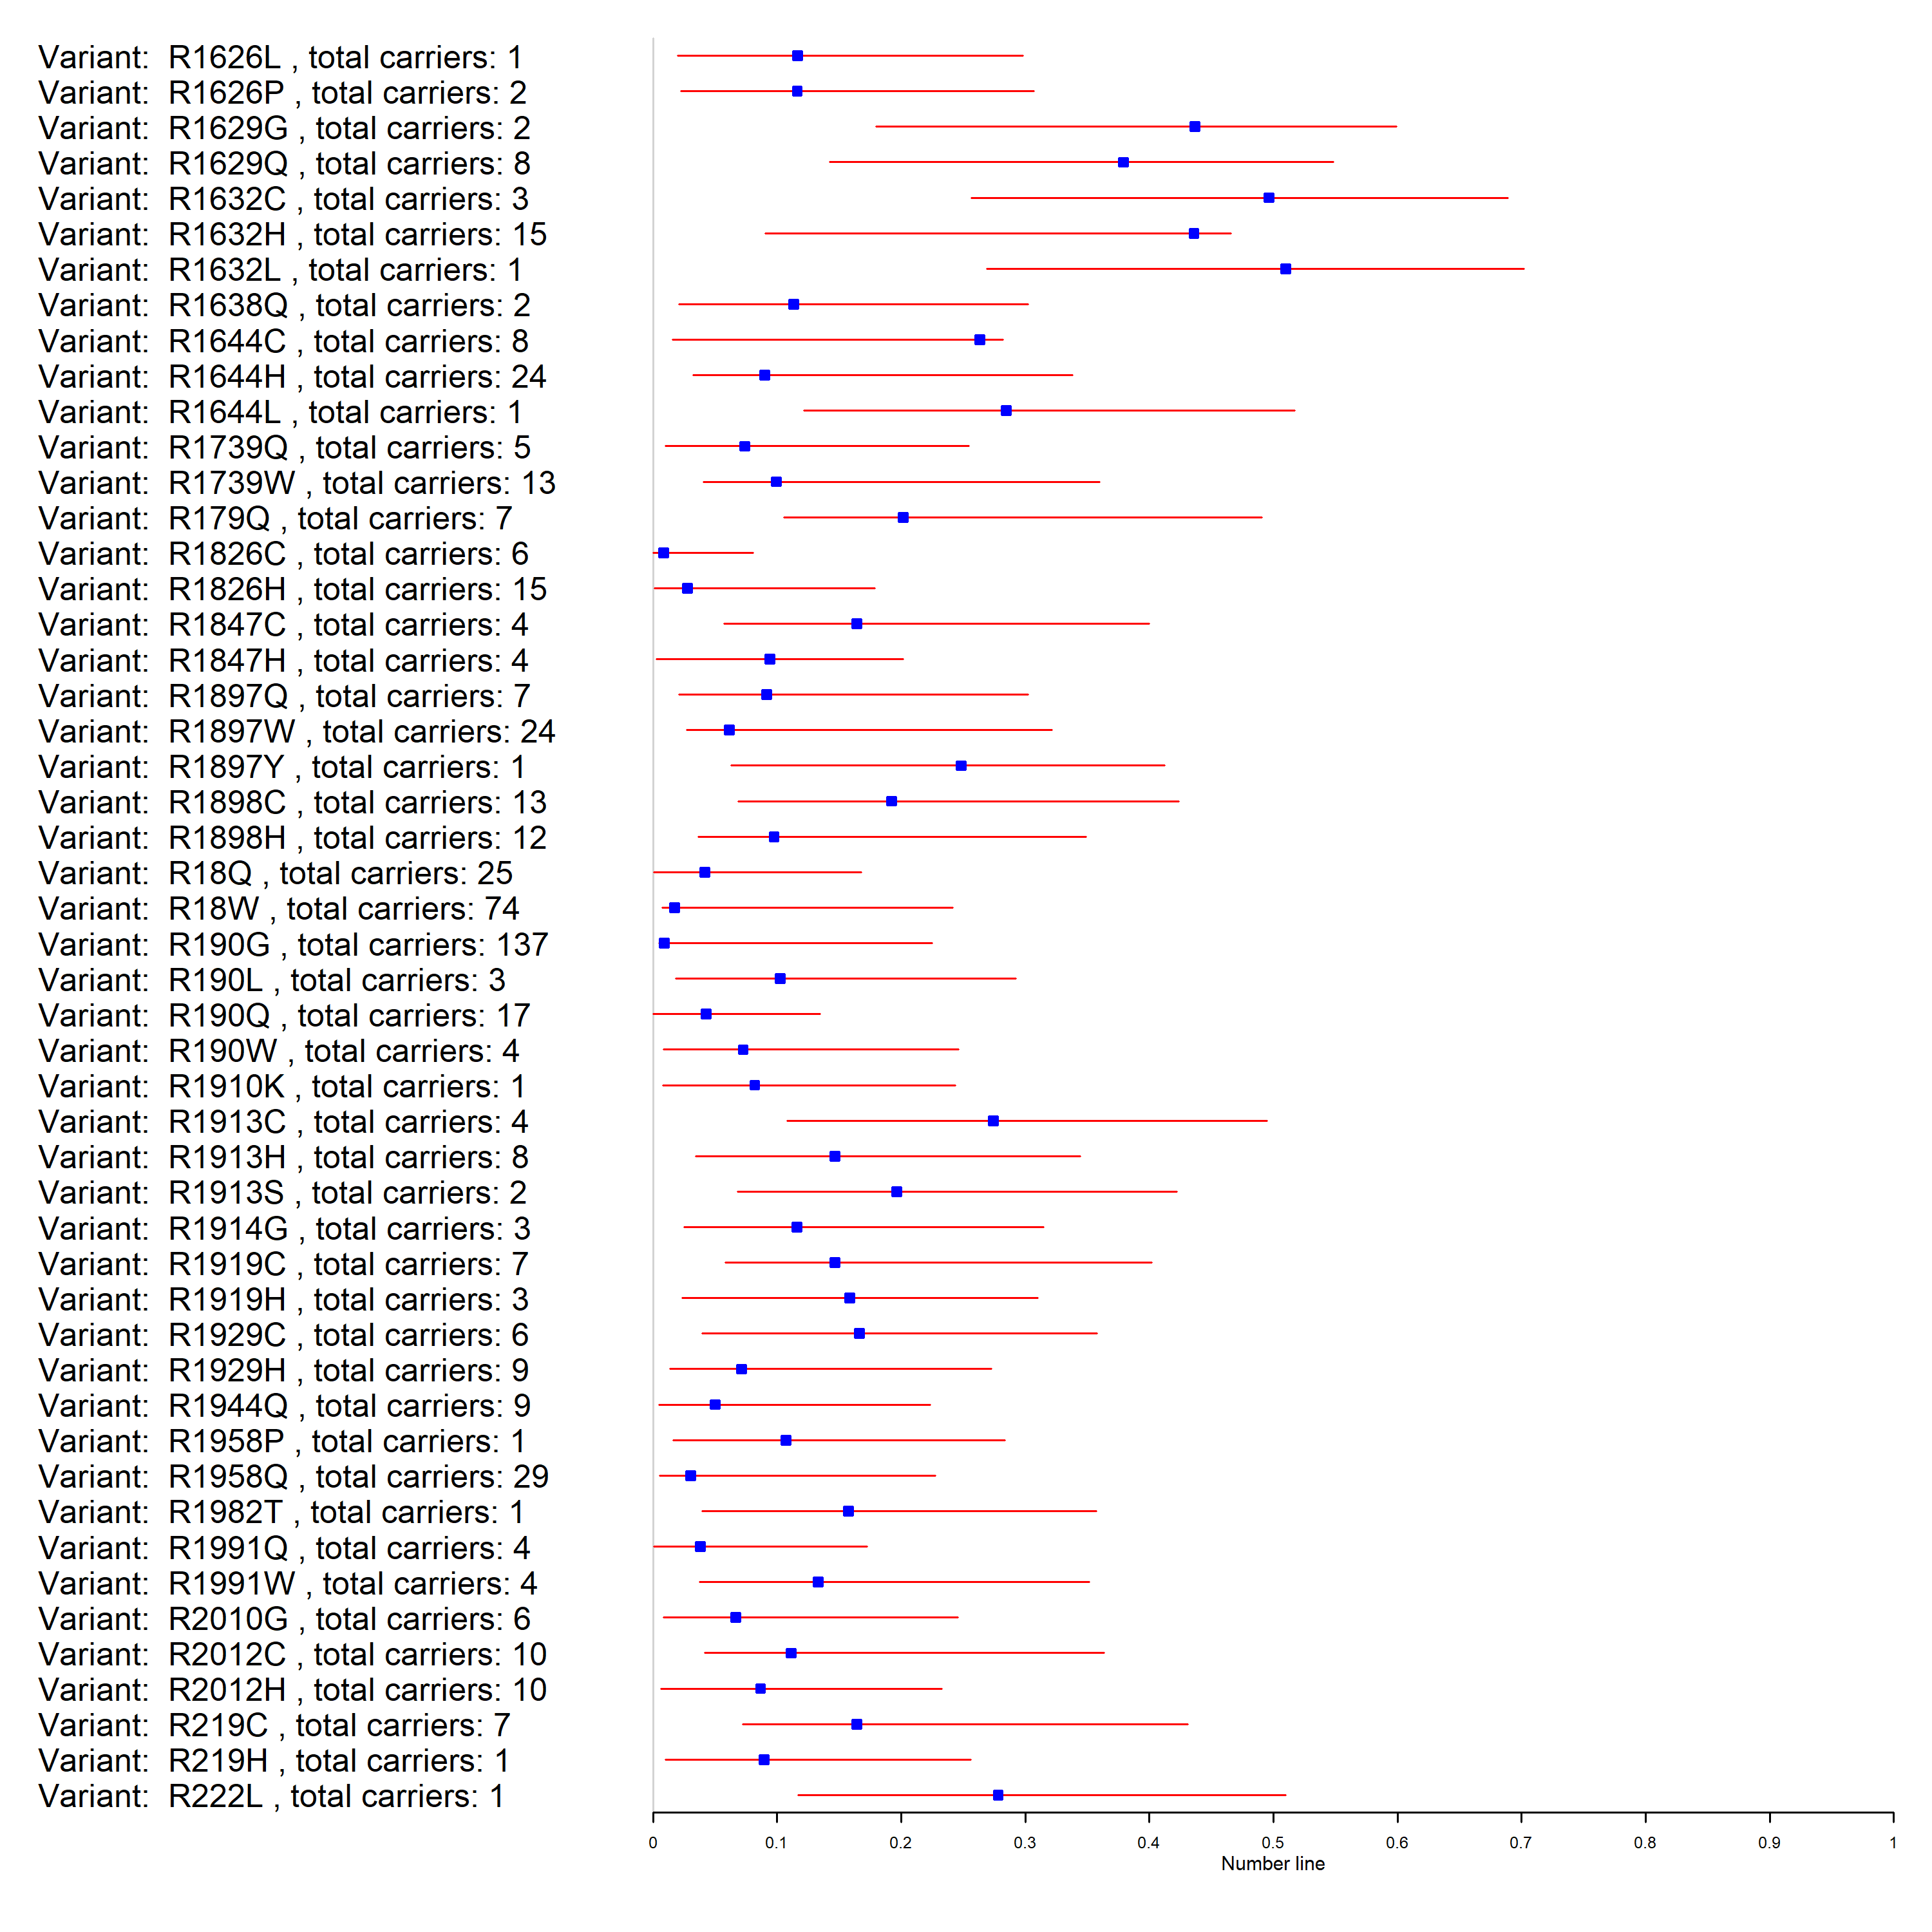 Variant:  R1626L , total carriers: 1
Variant:  R1626P , total carriers: 2
Variant:  R1629G , total carriers: 2
Variant:  R1629Q , total carriers: 8
Variant:  R1632C , total carriers: 3
Variant:  R1632H , total carriers: 15
Variant:  R1632L , total carriers: 1
Variant:  R1638Q , total carriers: 2
Variant:  R1644C , total carriers: 8
Variant:  R1644H , total carriers: 24
Variant:  R1644L , total carriers: 1
Variant:  R1739Q , total carriers: 5
Variant:  R1739W , total carriers: 13
Variant:  R179Q , total carriers: 7
Variant:  R1826C , total carriers: 6
Variant:  R1826H , total carriers: 15
Variant:  R1847C , total carriers: 4
Variant:  R1847H , total carriers: 4
Variant:  R1897Q , total carriers: 7
Variant:  R1897W , total carriers: 24
Variant:  R1897Y , total carriers: 1
Variant:  R1898C , total carriers: 13
Variant:  R1898H , total carriers: 12
Variant:  R18Q , total carriers: 25
Variant:  R18W , total carriers: 74
Variant:  R190G , total carriers: 137
Variant:  R190L , total carriers: 3
Variant:  R190Q , total carriers: 17
Variant:  R190W , total carriers: 4
Variant:  R1910K , total carriers: 1
Variant:  R1913C , total carriers: 4
Variant:  R1913H , total carriers: 8
Variant:  R1913S , total carriers: 2
Variant:  R1914G , total carriers: 3
Variant:  R1919C , total carriers: 7
Variant:  R1919H , total carriers: 3
Variant:  R1929C , total carriers: 6
Variant:  R1929H , total carriers: 9
Variant:  R1944Q , total carriers: 9
Variant:  R1958P , total carriers: 1
Variant:  R1958Q , total carriers: 29
Variant:  R1982T , total carriers: 1
Variant:  R1991Q , total carriers: 4
Variant:  R1991W , total carriers: 4
Variant:  R2010G , total carriers: 6
Variant:  R2012C , total carriers: 10
Variant:  R2012H , total carriers: 10
Variant:  R219C , total carriers: 7
Variant:  R219H , total carriers: 1
Variant:  R222L , total carriers: 1
0 0.1 0.2 0.3 0.4 0.5 0.6 0.7 0.8 0.9 1
Number line